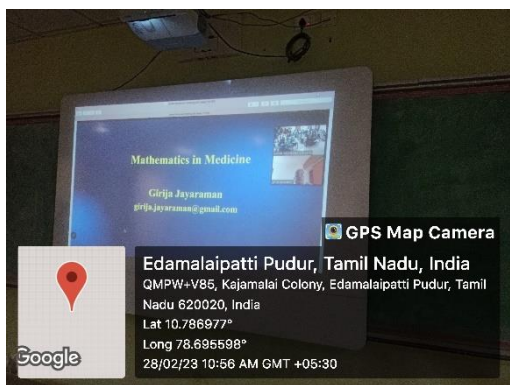 Mathematics in Medicine
Girija Jayaraman
girija.jayaraman@gmail.com
GPS Map Camera
Edamalaipatti Pudur, Tamil Nadu, India
QMPW+V85, Kajamalai Colony, Edamalaipatti Pudur, Tamil
Nadu 620020, India
Lat 10.786977°
Long 78.695598°
28/02/23 10:56 AM GMT +05:30
Google